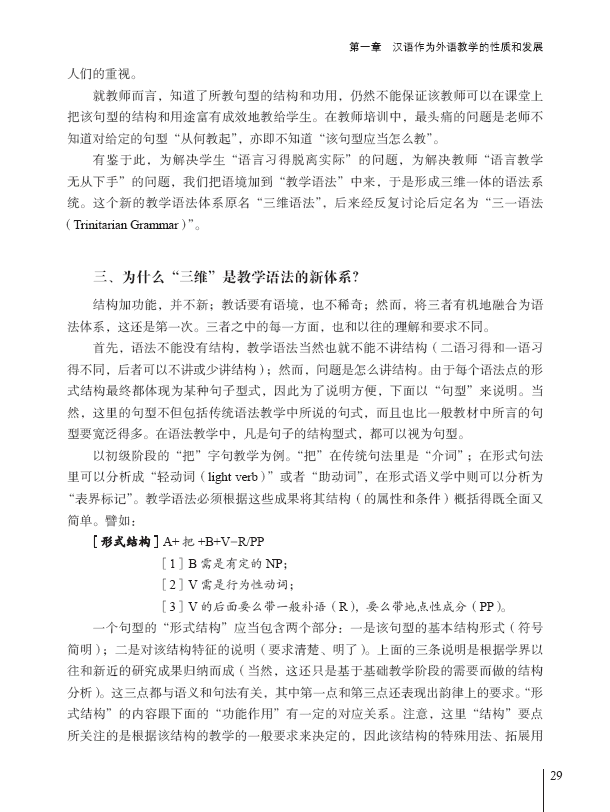 第一章　汉语作为外语教学的性质和发展
人们的重视。
就教师而言，知道了所教句型的结构和功用，仍然不能保证该教师可以在课堂上
把该句型的结构和用途富有成效地教给学生。在教师培训中，最头痛的问题是老师不
知道对给定的句型“从何教起”，亦即不知道“该句型应当怎么教”。
有鉴于此，为解决学生“语言习得脱离实际”的问题，为解决教师“语言教学
无从下手”的问题，我们把语境加到“教学语法”中来，于是形成三维一体的语法系
统。这个新的教学语法体系原名“三维语法”，后来经反复讨论后定名为“三一语法
（Trinitarian Grammar）”。
三、为什么“三维”是教学语法的新体系？
结构加功能，并不新；教话要有语境，也不稀奇；然而，将三者有机地融合为语
法体系，这还是第一次。三者之中的每一方面，也和以往的理解和要求不同。
首先，语法不能没有结构，教学语法当然也就不能不讲结构（二语习得和一语习
得不同，后者可以不讲或少讲结构）；然而，问题是怎么讲结构。由于每个语法点的形
式结构最终都体现为某种句子型式，因此为了说明方便，下面以“句型”来说明。当
然，这里的句型不但包括传统语法教学中所说的句式，而且也比一般教材中所言的句
型要宽泛得多。在语法教学中，凡是句子的结构型式，都可以视为句型。
以初级阶段的“把”字句教学为例。“把”在传统句法里是“介词”；在形式句法
里可以分析成“轻动词（light verb）”或者“助动词”，在形式语义学中则可以分析为
“表界标记”。教学语法必须根据这些成果将其结构（的属性和条件）概括得既全面又
简单。譬如：
［形式结构］A+ 把 +B+V−R/PP
［1］B 需是有定的 NP；
［2］V 需是行为性动词；
［3］V 的后面要么带一般补语（R），要么带地点性成分（PP）。
一个句型的“形式结构”应当包含两个部分：一是该句型的基本结构形式（符号
简明）；二是对该结构特征的说明（要求清楚、明了）。上面的三条说明是根据学界以
往和新近的研究成果归纳而成（当然，这还只是基于基础教学阶段的需要而做的结构
分析）。这三点都与语义和句法有关，其中第一点和第三点还表现出韵律上的要求。“形
式结构”的内容跟下面的“功能作用”有一定的对应关系。注意，这里“结构”要点
所关注的是根据该结构的教学的一般要求来决定的，因此该结构的特殊用法、拓展用
29